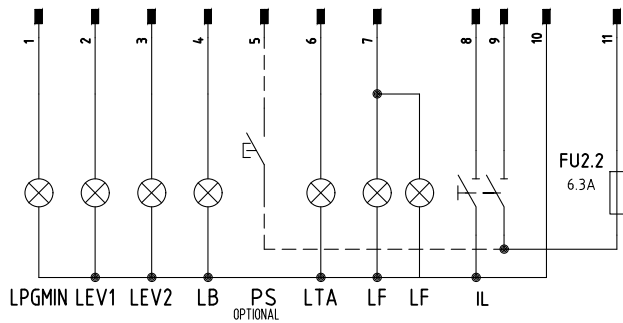 1 2 3 4 5 6 7 8 9 10 11
FU2.2
6.3A
LPGMIN LEV1 LEV2 LB PS LTA LF LF IL
OPTIONAL